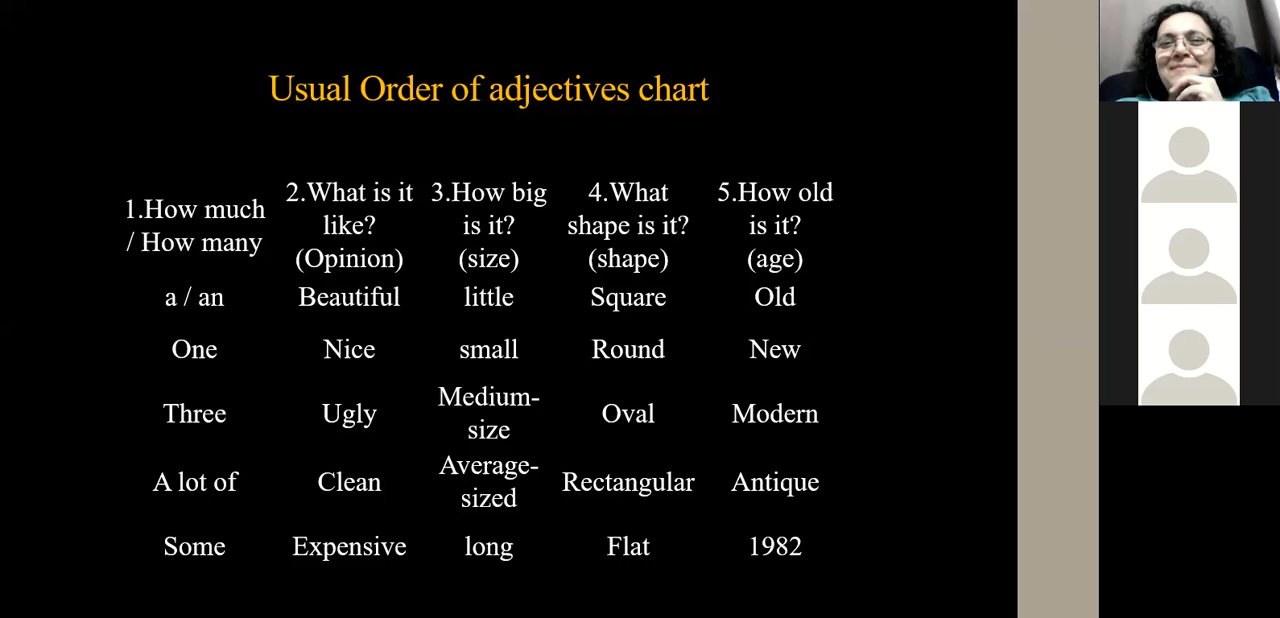 Usual Order of adjectives chart
1.How much
/ How many
2.What is it
like?
(Opinion)
3.How big
is it?
(size)
4.What
shape is it?
(shape)
5.How old
is it?
(age)
a / an
Beautiful
little
Square
Old
One
Nice
small
Round
New
Three
Ugly
Medium-
size
Oval
Modern
A lot of
Clean
Average-
sized
Rectangular
Antique
Some
Expensive
long
Flat
1982